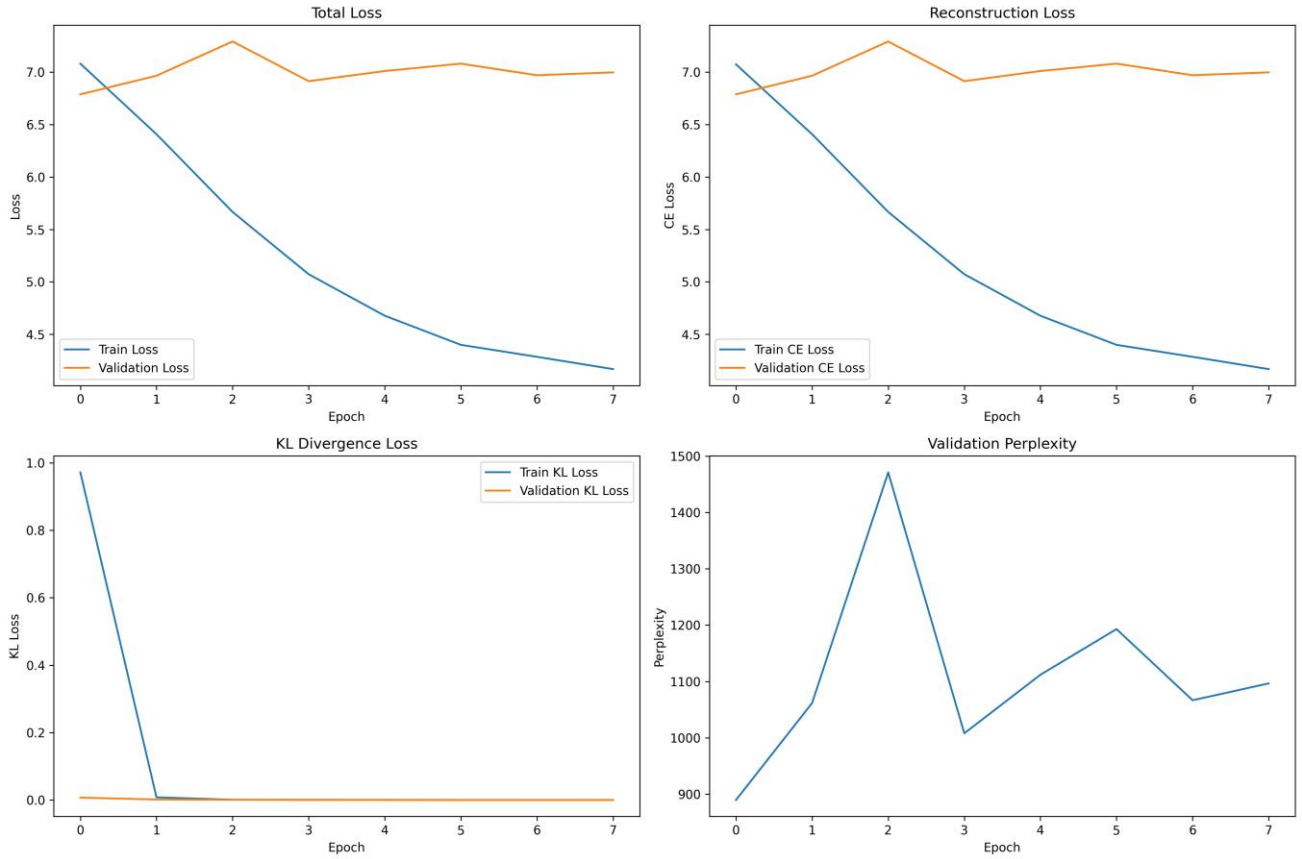 Total Loss
7.0
6.5
6.0
5.5
5.0
4.5
Loss
Train Loss
Validation Loss
0 1 2 3 4 5 6 7
Epoch
Reconstruction Loss
7.0
6.5
6.0
5.5
5.0
4.5
CE Loss
Train CE Loss
Validation CE Loss
0 1 2 3 4 5 6 7
Epoch
KL Divergence Loss
1.0
0.8
0.6
0.4
0.2
0.0
KL Loss
Train KL Loss
Validation KL Loss
0 1 2 3 4 5 6 7
Epoch
Validation Perplexity
1500
1400
1300
1200
1100
1000
900
Perplexity
0 1 2 3 4 5 6 7
Epoch